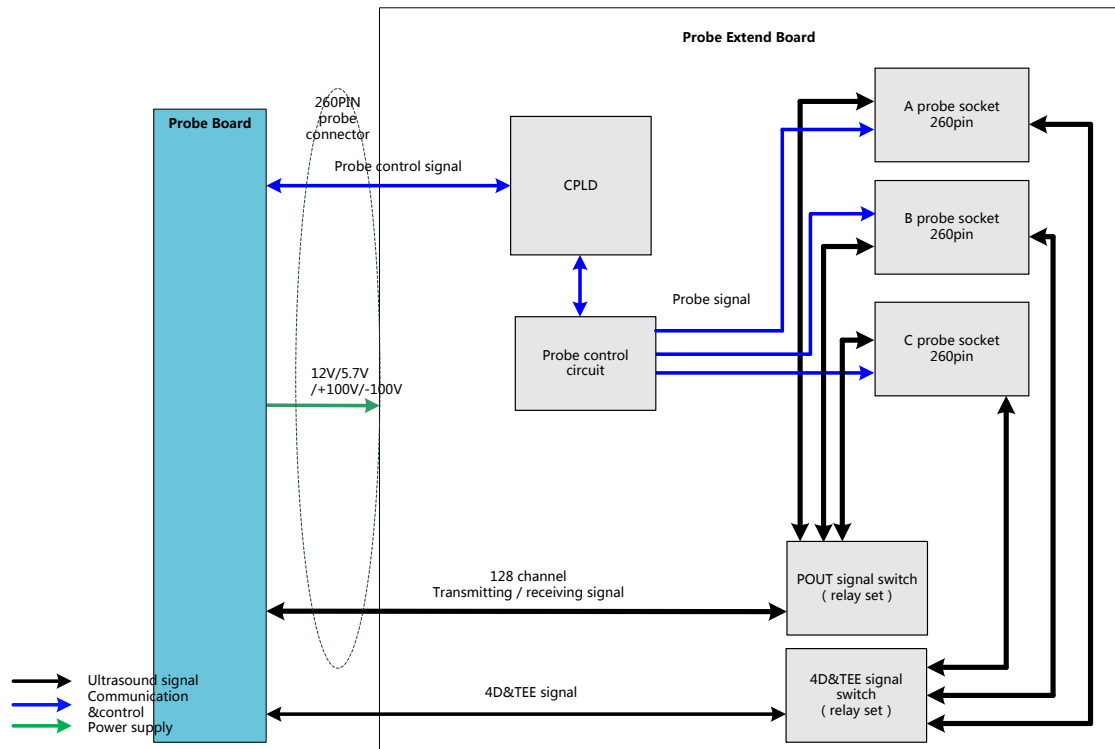 Probe Extend Board
260PIN
probe
connector
Probe Board
A probe socket
260pin
Probe control signal
CPLD
B probe socket
260pin
Probe signal
C probe socket
260pin
Probe control
circuit
12V/5.7V
/+100V/-100V
128 channel
Transmitting / receiving signal
POUT signal switch
( relay set )
4D&TEE signal
4D&TEE signal
switch
( relay set )
Ultrasound signal
Communication
&control
Power supply